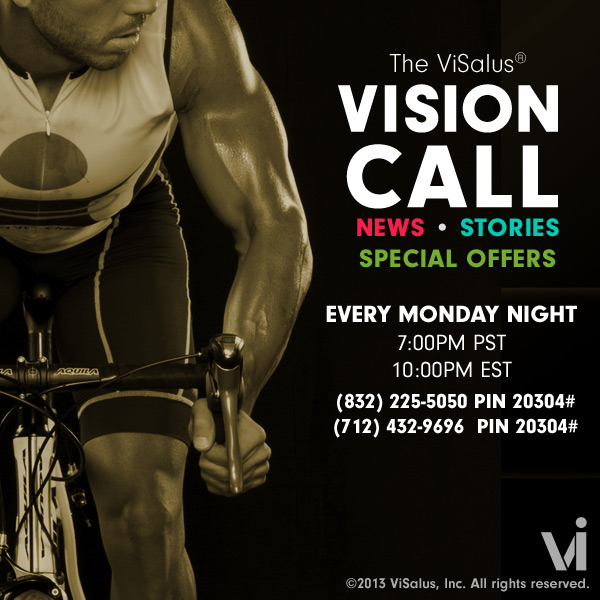 The ViSalus®
VISION
CALL
NEWS • STORIES
SPECIAL OFFERS
EVERY MONDAY NIGHT
7:00PM PST
10:00PM EST
(832) 225-5050 PIN 20304#
(712) 432-9696 PIN 20304#
AQUILA
Vi
©2013 ViSalus, Inc. All rights reserved.